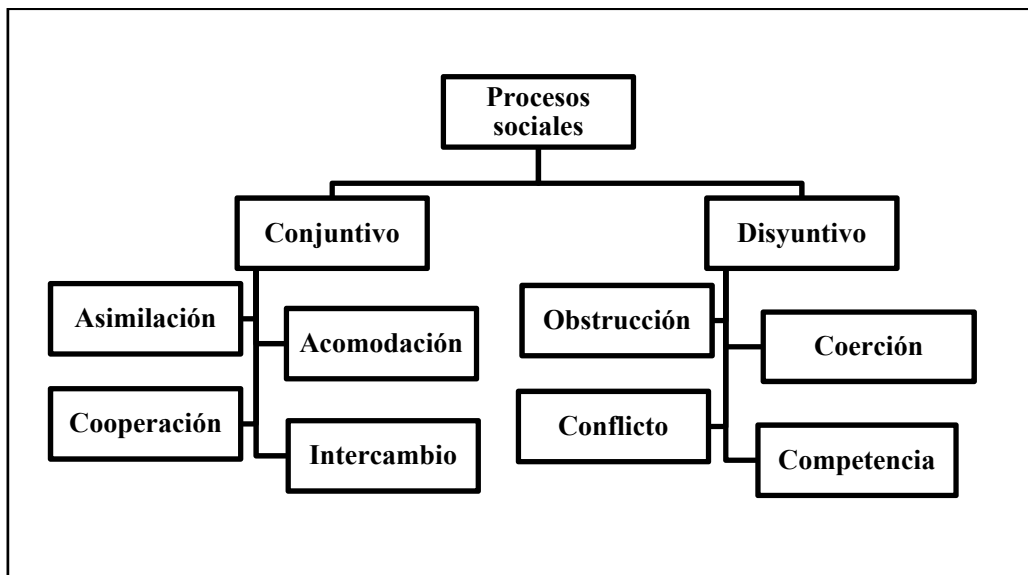 Procesos
sociales
Conjuntivo
Disyuntivo
Asimilación
Acomodación
Cooperación
Intercambio
Obstrucción
Coerción
Conflicto
Competencia